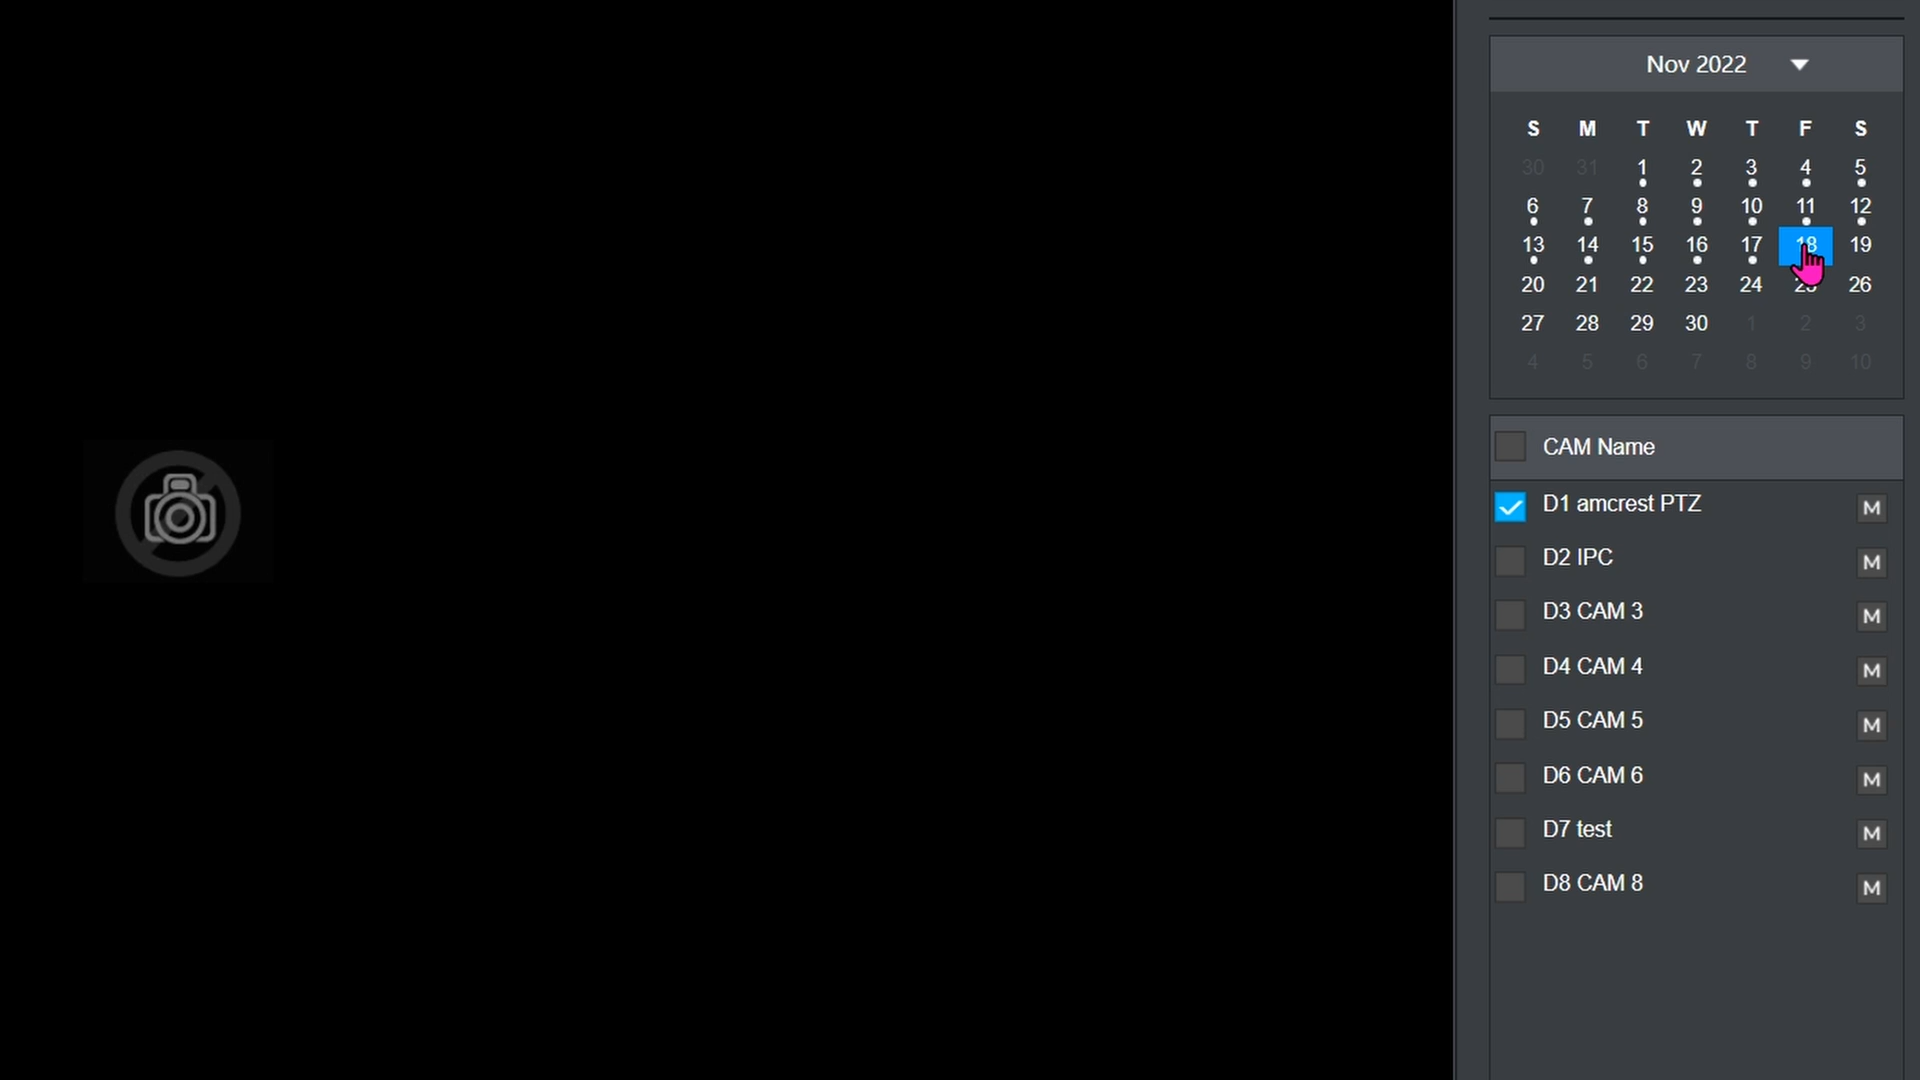 Nov 2022
S M T W T F S
30 31 1 2 3 4 5
6 7 8 9 10 11 12
13 14 15 16 17 18 19
20 21 22 23 24 25 26
27 28 29 30 1 2 3
4 5 6 7 8 9 10
CAM Name
D1 amcrest PTZ M
D2 IPC M
D3 CAM 3 M
D4 CAM 4 M
D5 CAM 5 M
D6 CAM 6 M
D7 test M
D8 CAM 8 M